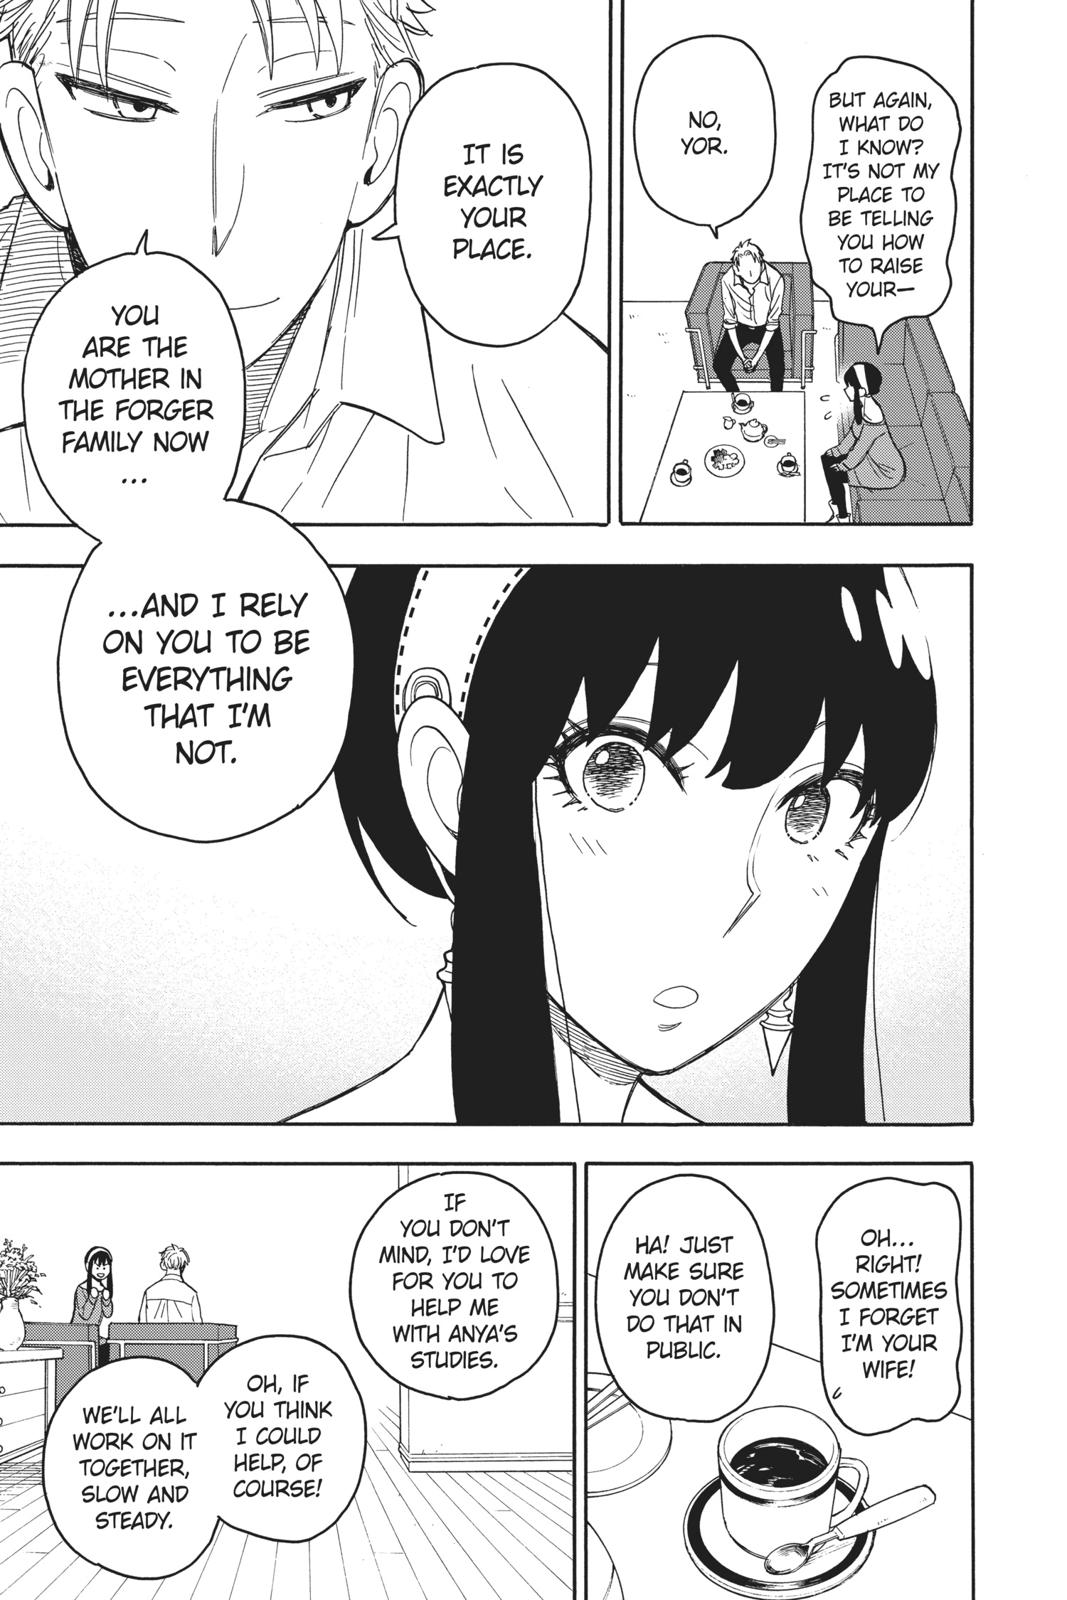 BUT AGAIN,
WHAT DO
I KNOW?
IT'S NOT MY
PLACE TO
BE TELLING
YOU HOW
TO RAISE
YOUR—
NO,
YOR.
IT IS
EXACTLY
YOUR
PLACE.
YOU
ARE THE
MOTHER IN
THE FORGER
FAMILY NOW
...
...AND I RELY
ON YOU TO BE
EVERYTHING
THAT I'M
NOT.
OH...
RIGHT!
SOMETIMES
I FORGET
I'M YOUR
WIFE!
HA! JUST
MAKE SURE
YOU DON'T
DO THAT IN
PUBLIC.
IF
YOU DON'T
MIND, I'D LOVE
FOR YOU TO
HELP ME
WITH ANYA'S
STUDIES.
OH, IF
YOU THINK
I COULD
HELP, OF
COURSE!
WE'LL ALL
WORK ON IT
TOGETHER,
SLOW AND
STEADY.